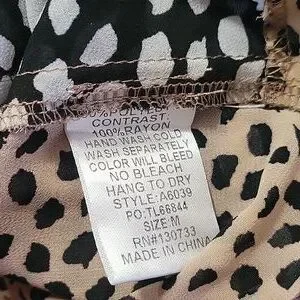 CONTRAST:
100%RAYON
HAND WASH COLD
WASH SEPARATELY
COLOR WILL BLEED
NO BLEACH
HANG TO DRY
STYLE:A6039
PO.TL66844
SIZE:M
RN#130733
MADE IN CHINA